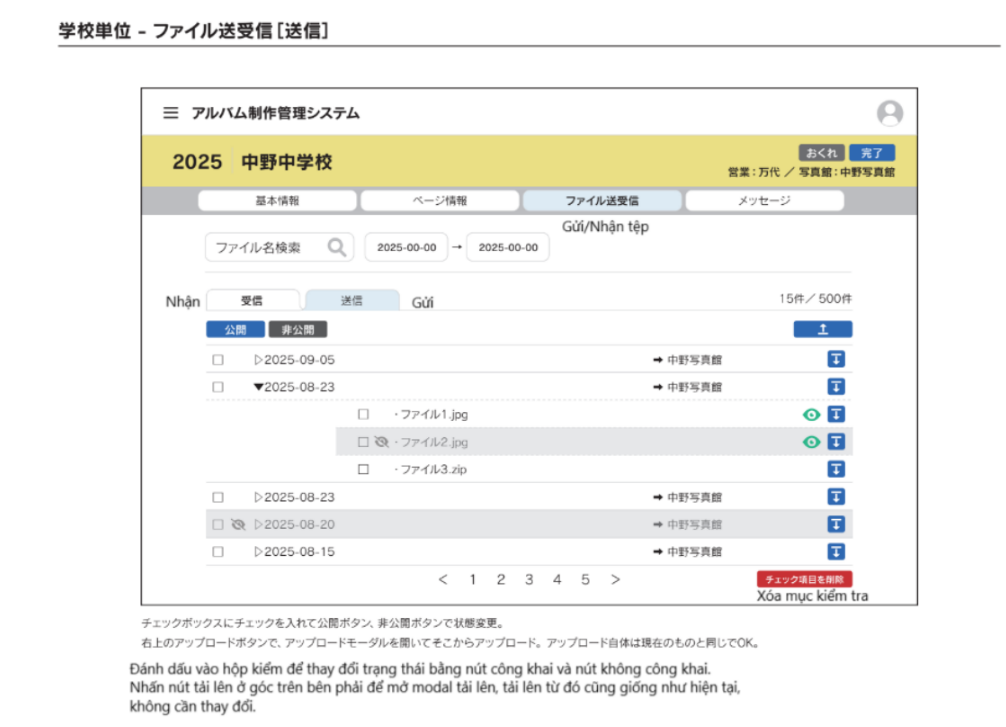 学校単位 – ファイル送受信［送信］
アルバム制作管理システム
2025 中野中学校
おくれ 完了
営業：万代 ／ 写真館：中野写真館
基本情報 ページ情報 ファイル送受信 メッセージ
Gửi/Nhận tệp
ファイル名検索 2025-00-00 → 2025-00-00
Nhận 受信 送信 Gửi 15件／500件
公開 非公開
▷2025-09-05 ➡ 中野写真館
▼2025-08-23 ➡ 中野写真館
・ファイル1.jpg
・ファイル2.jpg
・ファイル3.zip
▷2025-08-23 ➡ 中野写真館
▷2025-08-20 ➡ 中野写真館
▷2025-08-15 ➡ 中野写真館
< 1 2 3 4 5 > チェック項目を削除
Xóa mục kiểm tra
チェックボックスにチェックを入れて公開ボタン、非公開ボタンで状態変更。
右上のアップロードボタンで、アップロードモーダルを開いてそこからアップロード。アップロード自体は現在のものと同じでOK。
Đánh dấu vào hộp kiểm để thay đổi trạng thái bằng nút công khai và nút không công khai.
Nhấn nút tải lên ở góc trên bên phải để mở modal tải lên, tải lên từ đó cũng giống như hiện tại,
không cần thay đổi.